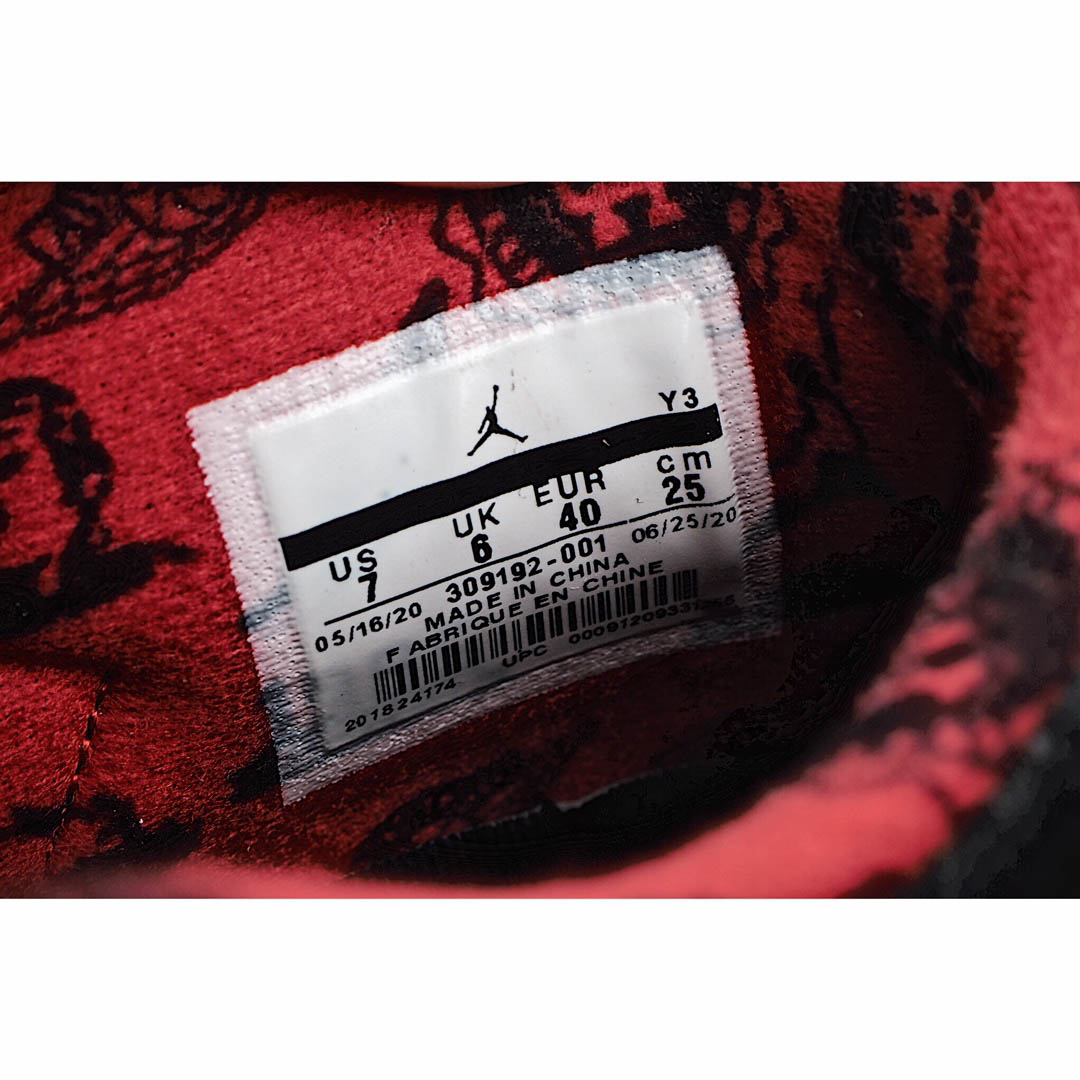 Y3
US UK EUR cm
7 6 40 25
05/16/20 309192-001 06/25/20
MADE IN CHINA
FABRIQUE EN CHINE
201824174 UPC